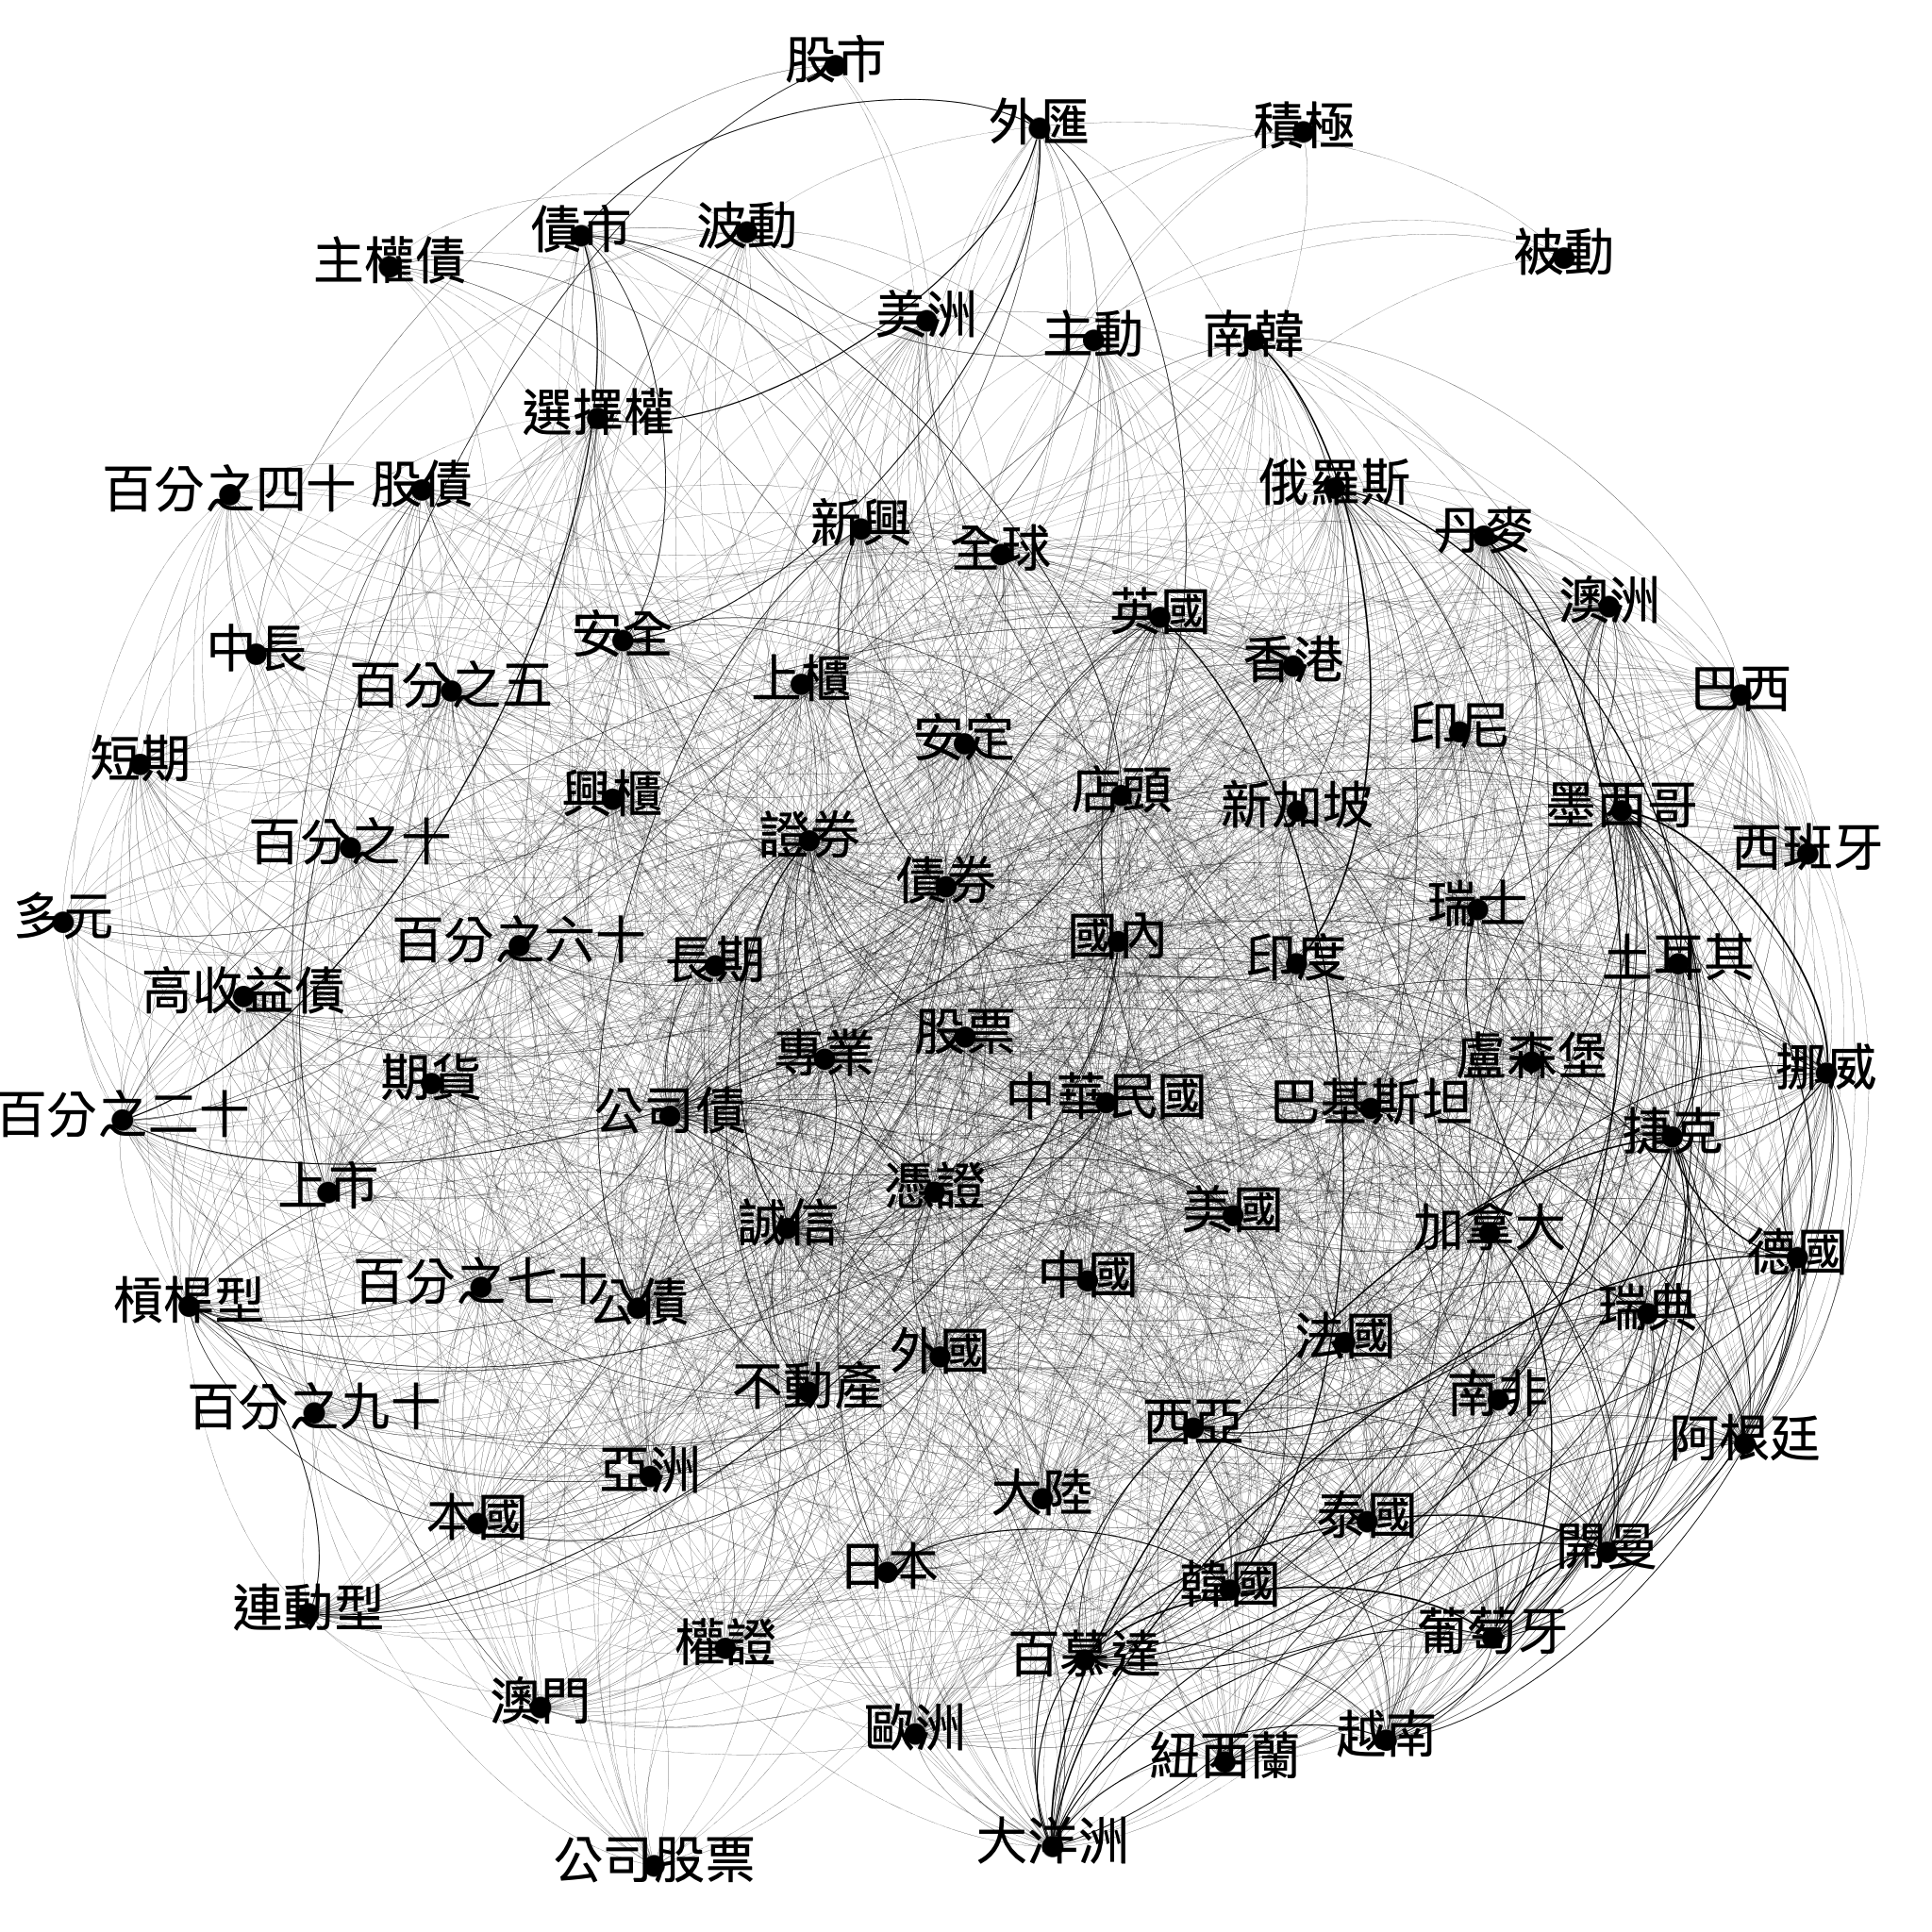 股市
外匯
積極
債市
波動
主權債
被動
美洲
主動
南韓
選擇權
百分之四十
股債
俄羅斯
新興
全球
丹麥
澳洲
英國
安全
中長
香港
百分之五
上櫃
巴西
安定
印尼
短期
興櫃
店頭
新加坡
墨西哥
百分之十
證券
西班牙
債券
瑞士
多元
百分之六十
長期
國內
印度
土耳其
高收益債
專業
股票
盧森堡
挪威
期貨
百分之二十
公司債
中華民國
巴基斯坦
捷克
上市
憑證
誠信
美國
加拿大
德國
百分之七十
中國
槓桿型
公債
瑞典
外國
法國
不動產
南非
百分之九十
西亞
阿根廷
亞洲
大陸
本國
泰國
開曼
日本
韓國
連動型
葡萄牙
權證
百慕達
澳門
歐洲
越南
紐西蘭
大洋洲
公司股票